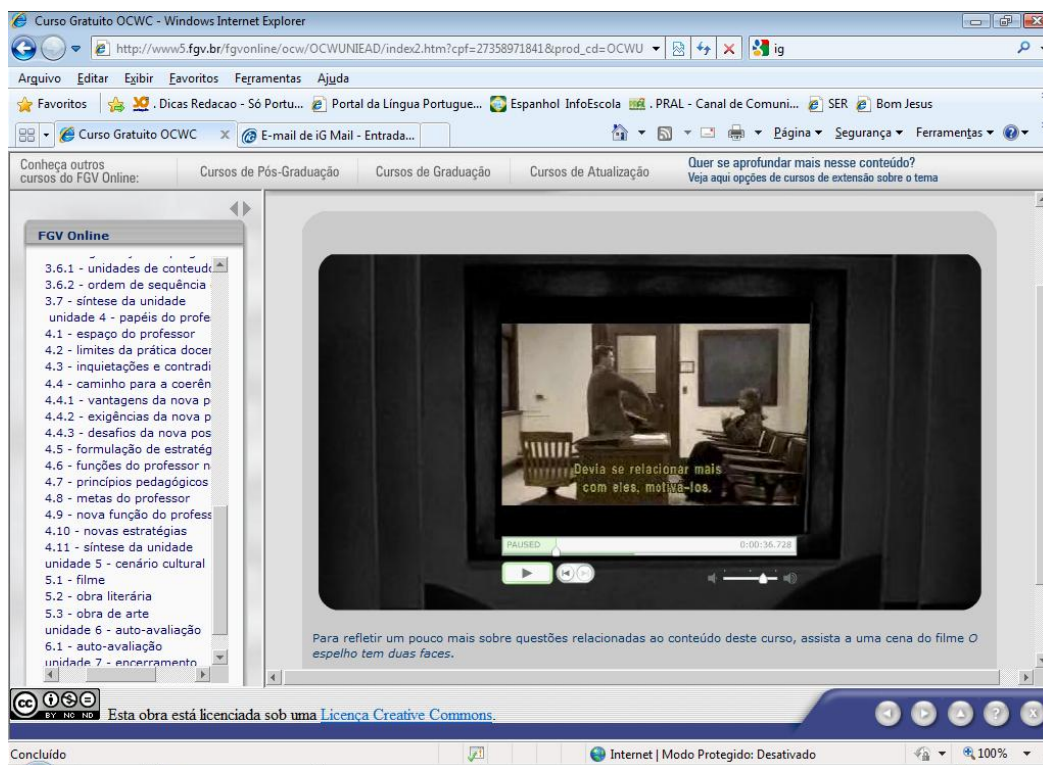 Curso Gratuito OCWC - Windows Internet Explorer
http://www5.fgv.br/fgvonline/ocw/OCWUNIEAD/index2.htm?cpf=27358971841&prod_cd=OCWU
ig
Arquivo Editar Exibir Favoritos Ferramentas Ajuda
Favoritos . Dicas Redacao - Só Portu... Portal da Língua Portugue... Espanhol InfoEscola . PRAL - Canal de Comuni... SER Bom Jesus
Curso Gratuito OCWC x E-mail de iG Mail - Entrada... Página Segurança Ferramentas
Conheça outros
cursos do FGV Online:
Cursos de Pós-Graduação Cursos de Graduação Cursos de Atualização
Quer se aprofundar mais nesse conteúdo?
Veja aqui opções de cursos de extensão sobre o tema
FGV Online
3.6.1 - unidades de conteudo
3.6.2 - ordem de sequência
3.7 - síntese da unidade
unidade 4 - papéis do profe
4.1 - espaço do professor
4.2 - limites da prática docer
4.3 - inquietações e contradi
4.4 - caminho para a coerên
4.4.1 - vantagens da nova p
4.4.2 - exigências da nova p
4.4.3 - desafios da nova pos
4.5 - formulação de estratég
4.6 - funções do professor n
4.7 - princípios pedagógicos
4.8 - metas do professor
4.9 - nova função do profess
4.10 - novas estratégias
4.11 - síntese da unidade
unidade 5 - cenário cultural
5.1 - filme
5.2 - obra literária
5.3 - obra de arte
unidade 6 - auto-avaliação
6.1 - auto-avaliação
unidade 7 - encerramento
Devia se relacionar mais
com eles, motivá-los.
PAUSED 0:00:36.728
Para refletir um pouco mais sobre questões relacionadas ao conteúdo deste curso, assista a uma cena do filme O
espelho tem duas faces.
cc BY NC ND
Esta obra está licenciada sob uma Licença Creative Commons.
Concluído Internet | Modo Protegido: Desativado 100%